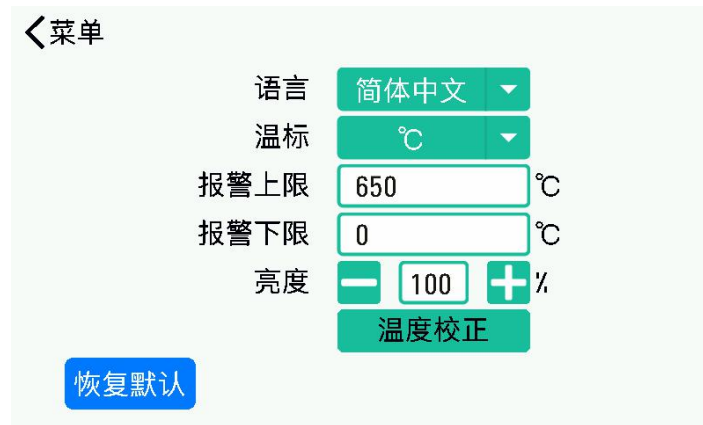 菜单
语言 简体中文
温标 ℃
报警上限 650 ℃
报警下限 0 ℃
亮度 100 %
温度校正
恢复默认